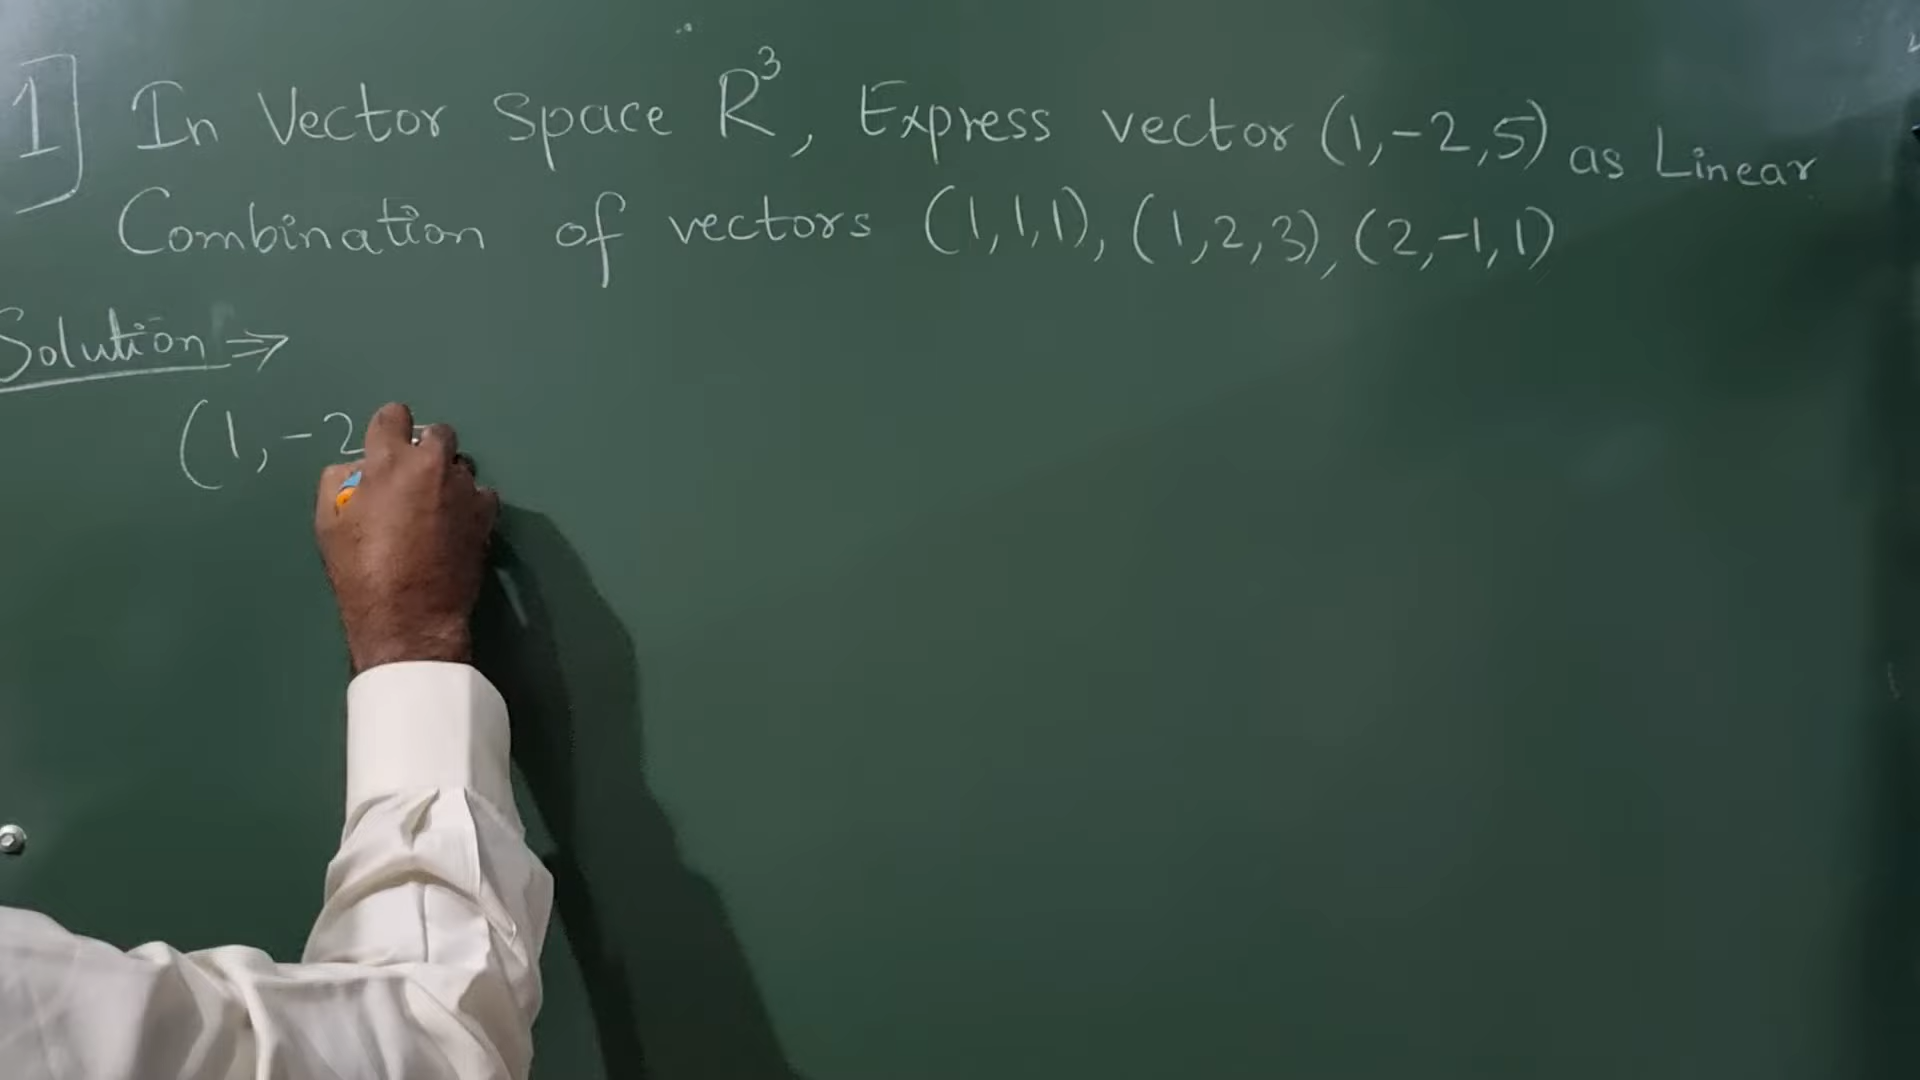 1] In Vector Space R³, Express vector (1,-2,5) as Linear
Combination of vectors (1,1,1), (1,2,3), (2,-1,1)
Solution ⇒
(1,-2